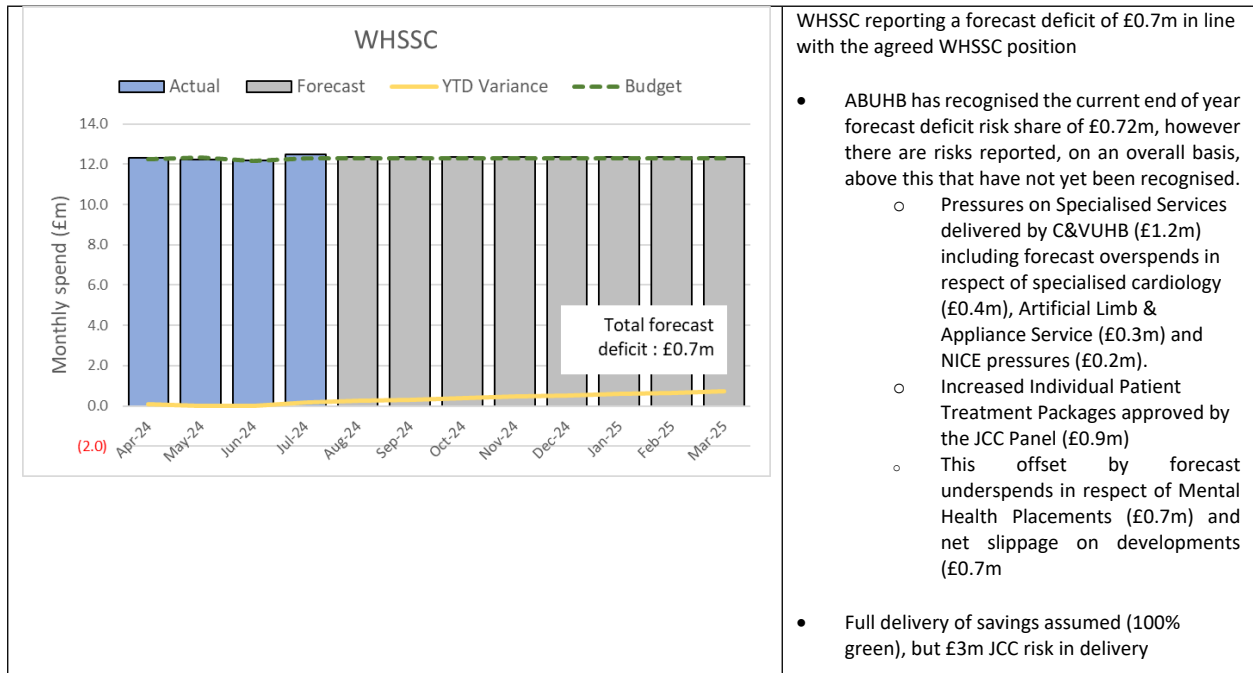 WHSSC
Actual
Forecast
YTD Variance
Budget
14.0
12.0
10.0
8.0
6.0
4.0
2.0
0.0
(2.0)
Monthly spend (£m)
Total forecast
deficit : £0.7m
Apr-24
May-24
Jun-24
Jul-24
Aug-24
Sep-24
Oct-24
Nov-24
Dec-24
Jan-25
Feb-25
Mar-25
WHSSC reporting a forecast deficit of £0.7m in line
with the agreed WHSSC position
• ABUHB has recognised the current end of year
forecast deficit risk share of £0.72m, however
there are risks reported, on an overall basis,
above this that have not yet been recognised.
o Pressures on Specialised Services
delivered by C&VUHB (£1.2m)
including forecast overspends in
respect of specialised cardiology
(£0.4m), Artificial Limb &
Appliance Service (£0.3m) and
NICE pressures (£0.2m).
o Increased Individual Patient
Treatment Packages approved by
the JCC Panel (£0.9m)
o This offset by forecast
underspends in respect of Mental
Health Placements (£0.7m) and
net slippage on developments
(£0.7m
• Full delivery of savings assumed (100%
green), but £3m JCC risk in delivery